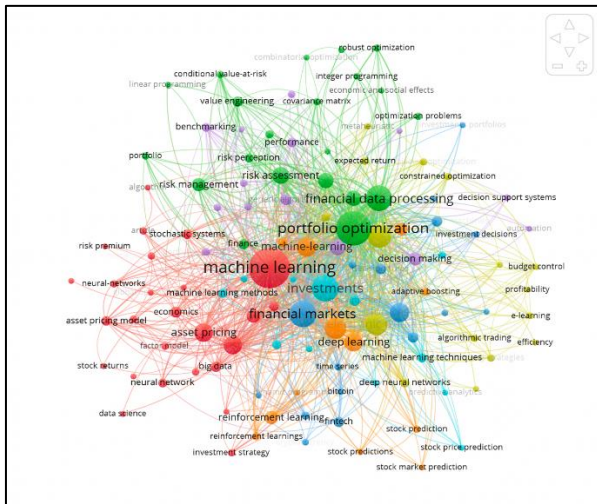 robust optimization
combinatorial optimization
conditional value-at-risk
integer programming
linear programming
economic and social effects
value engineering
covariance matrix
optimization problems
benchmarking
performance
portfolio
risk perception
expected return
constrained optimization
risk assessment
risk management
financial data processing
decision support systems
stochastic systems
portfolio optimization
automation
finance
machine-learning
investment decisions
risk premium
decision making
machine learning
budget control
neural-networks
investments
adaptive boosting
profitability
machine learning methods
economics
financial markets
e-learning
asset pricing model
asset pricing
algorithmic trading
factor model
deep learning
efficiency
stock returns
big data
time series
machine learning techniques
neural network
deep neural networks
bitcoin
predictive analytics
data science
reinforcement learning
fintech
reinforcement learnings
stock prediction
investment strategy
stock predictions
stock price prediction
stock market prediction